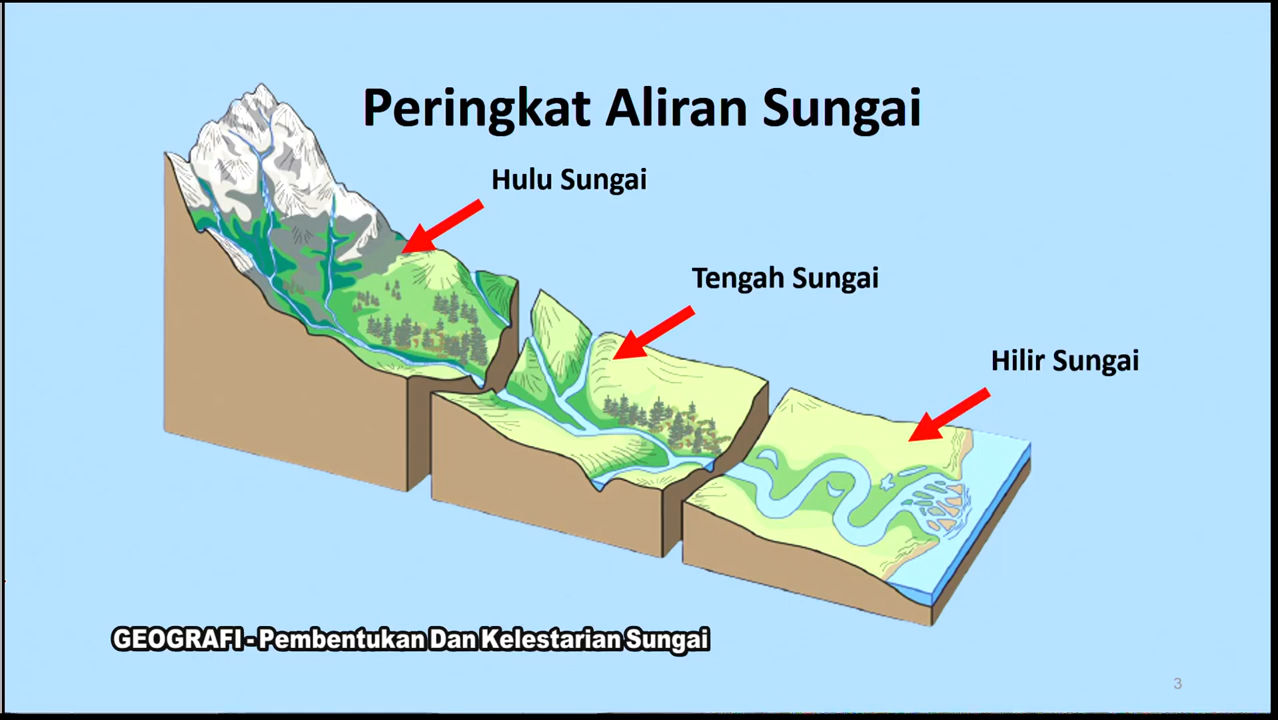 Peringkat Aliran Sungai
Hulu Sungai
Tengah Sungai
Hilir Sungai
GEOGRAFI - Pembentukan Dan Kelestarian Sungai
3